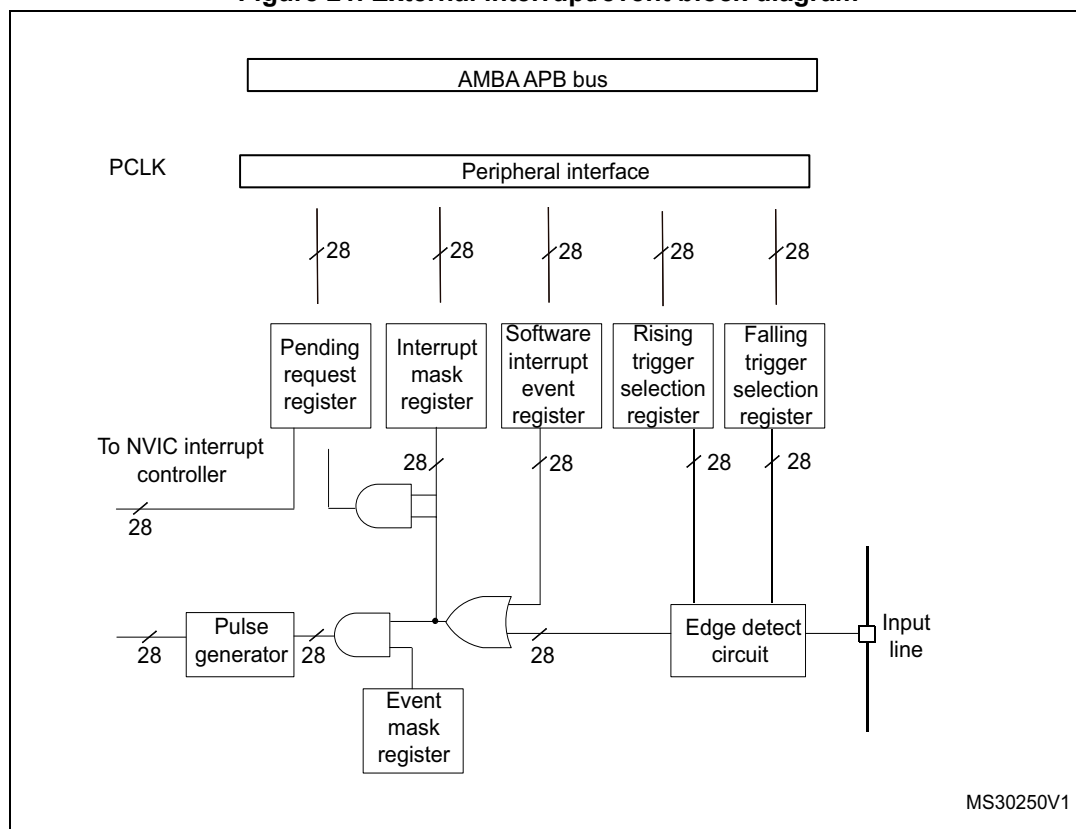 Figure 21. External interrupt/event block diagram
AMBA APB bus
PCLK
Peripheral interface
28
28
28
28
28
Pending
request
register
Interrupt
mask
register
Software
interrupt
event
register
Rising
trigger
selection
register
Falling
trigger
selection
register
To NVIC interrupt
controller
28
28
28
28
28
Pulse
generator
28
28
28
Edge detect
circuit
Input
line
Event
mask
register
MS30250V1